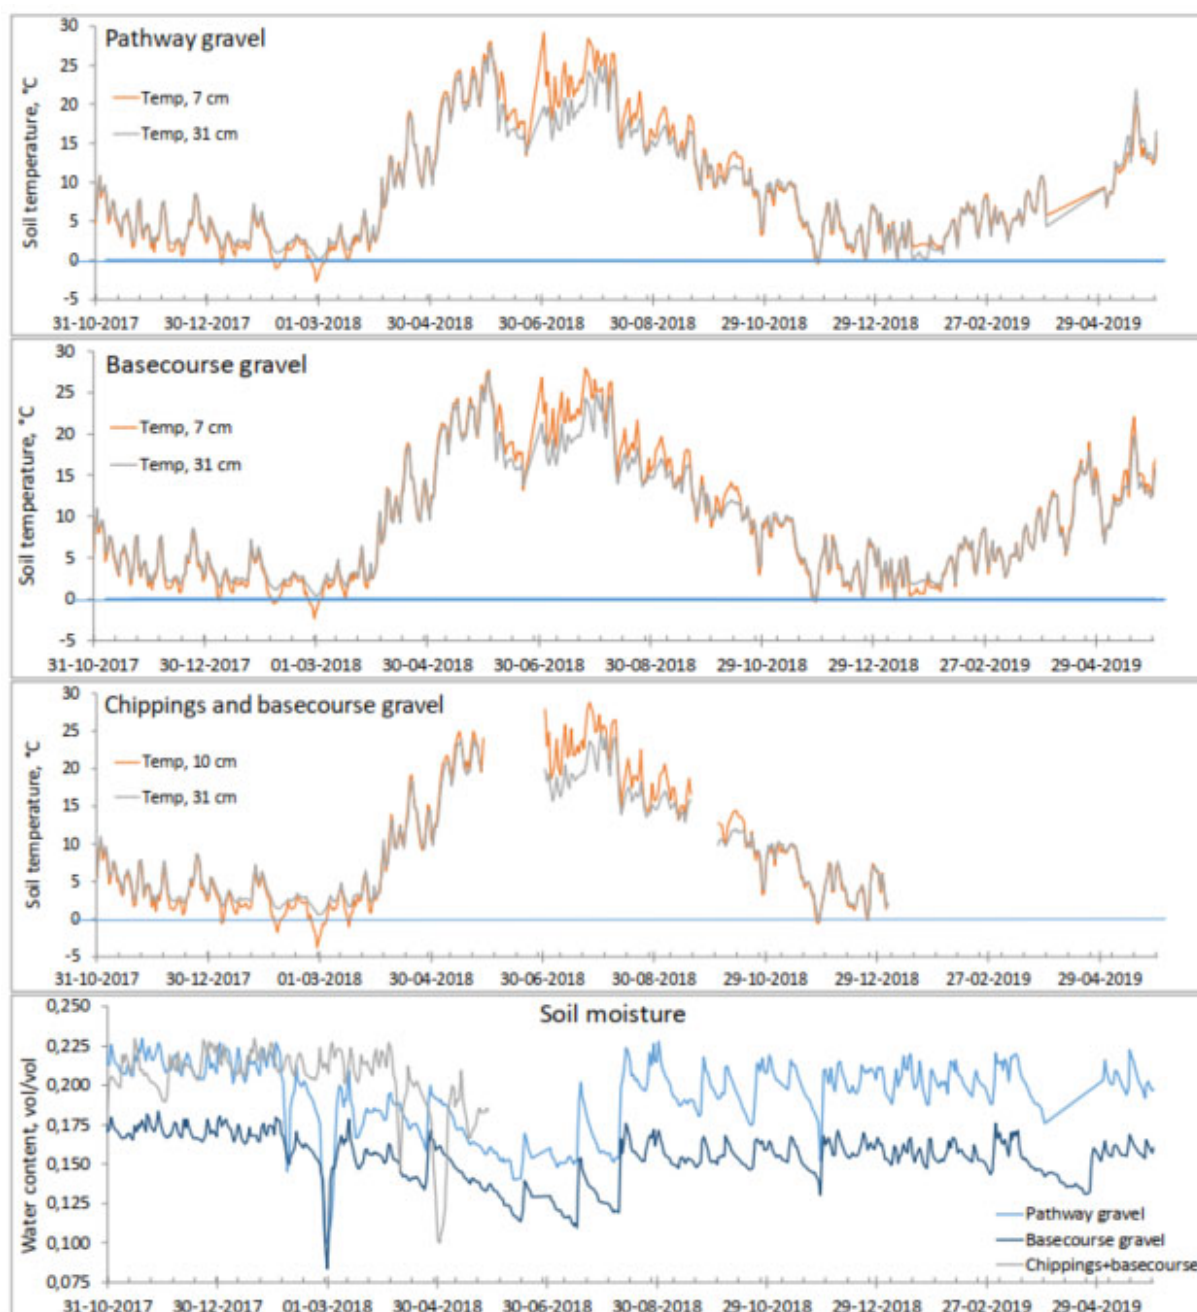 Pathway gravel
Soil temperature, °C
30
25
20
15
10
5
0
-5
Temp, 7 cm
Temp, 31 cm
31-10-2017 30-12-2017 01-03-2018 30-04-2018 30-06-2018 30-08-2018 29-10-2018 29-12-2018 27-02-2019 29-04-2019
Basecourse gravel
Soil temperature, °C
30
25
20
15
10
5
0
-5
Temp, 7 cm
Temp, 31 cm
31-10-2017 30-12-2017 01-03-2018 30-04-2018 30-06-2018 30-08-2018 29-10-2018 29-12-2018 27-02-2019 29-04-2019
Chippings and basecourse gravel
Soil temperature, °C
30
25
20
15
10
5
0
-5
Temp, 10 cm
Temp, 31 cm
31-10-2017 30-12-2017 01-03-2018 30-04-2018 30-06-2018 30-08-2018 29-10-2018 29-12-2018 27-02-2019 29-04-2019
Soil moisture
Water content, vol/vol
0,250
0,225
0,200
0,175
0,150
0,125
0,100
0,075
Pathway gravel
Basecourse gravel
Chippings+basecourse
31-10-2017 30-12-2017 01-03-2018 30-04-2018 30-06-2018 30-08-2018 29-10-2018 29-12-2018 27-02-2019 29-04-2019